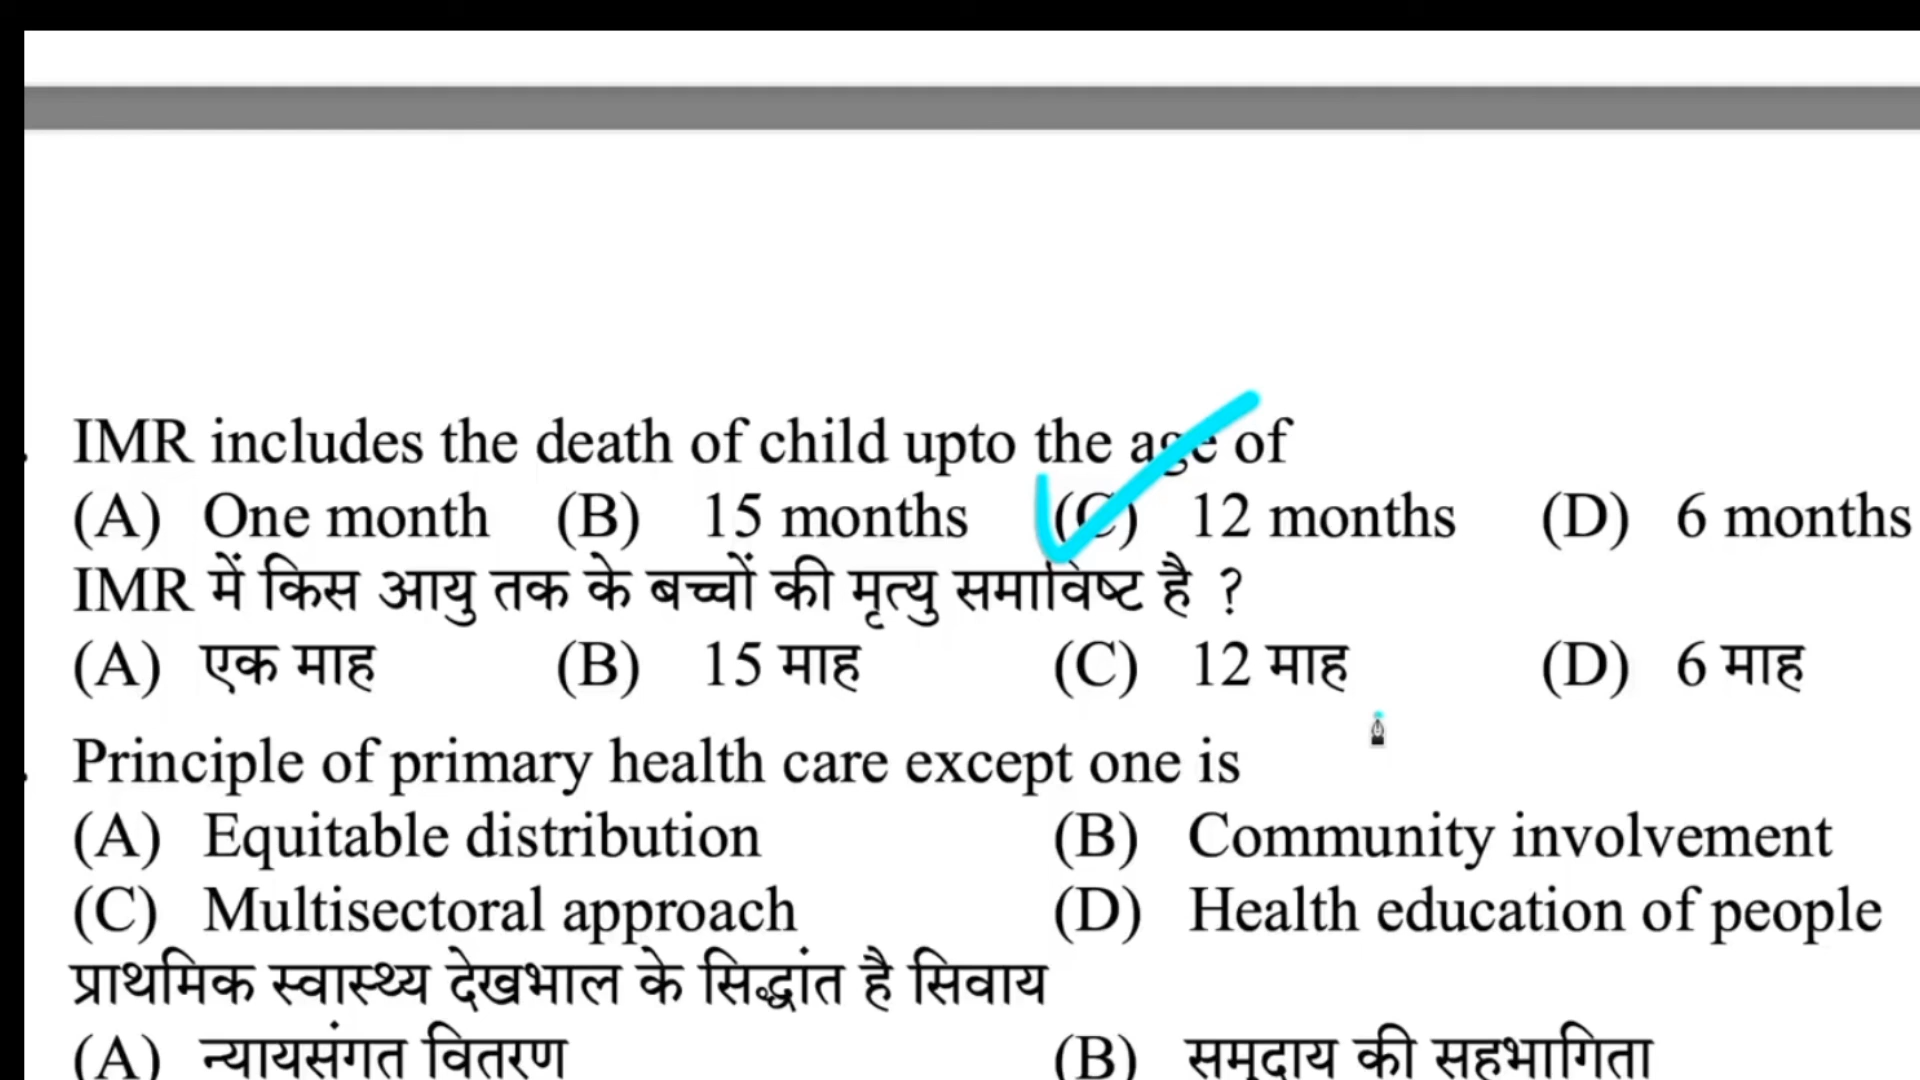 IMR includes the death of child upto the age of
(A) One month (B) 15 months (C) 12 months (D) 6 months
IMR में किस आयु तक के बच्चों की मृत्यु समाविष्ट है ?
(A) एक माह (B) 15 माह (C) 12 माह (D) 6 माह
Principle of primary health care except one is
(A) Equitable distribution (B) Community involvement
(C) Multisectoral approach (D) Health education of people
प्राथमिक स्वास्थ्य देखभाल के सिद्धांत है सिवाय
(A) न्यायसंगत वितरण (B) समुदाय की सहभागिता